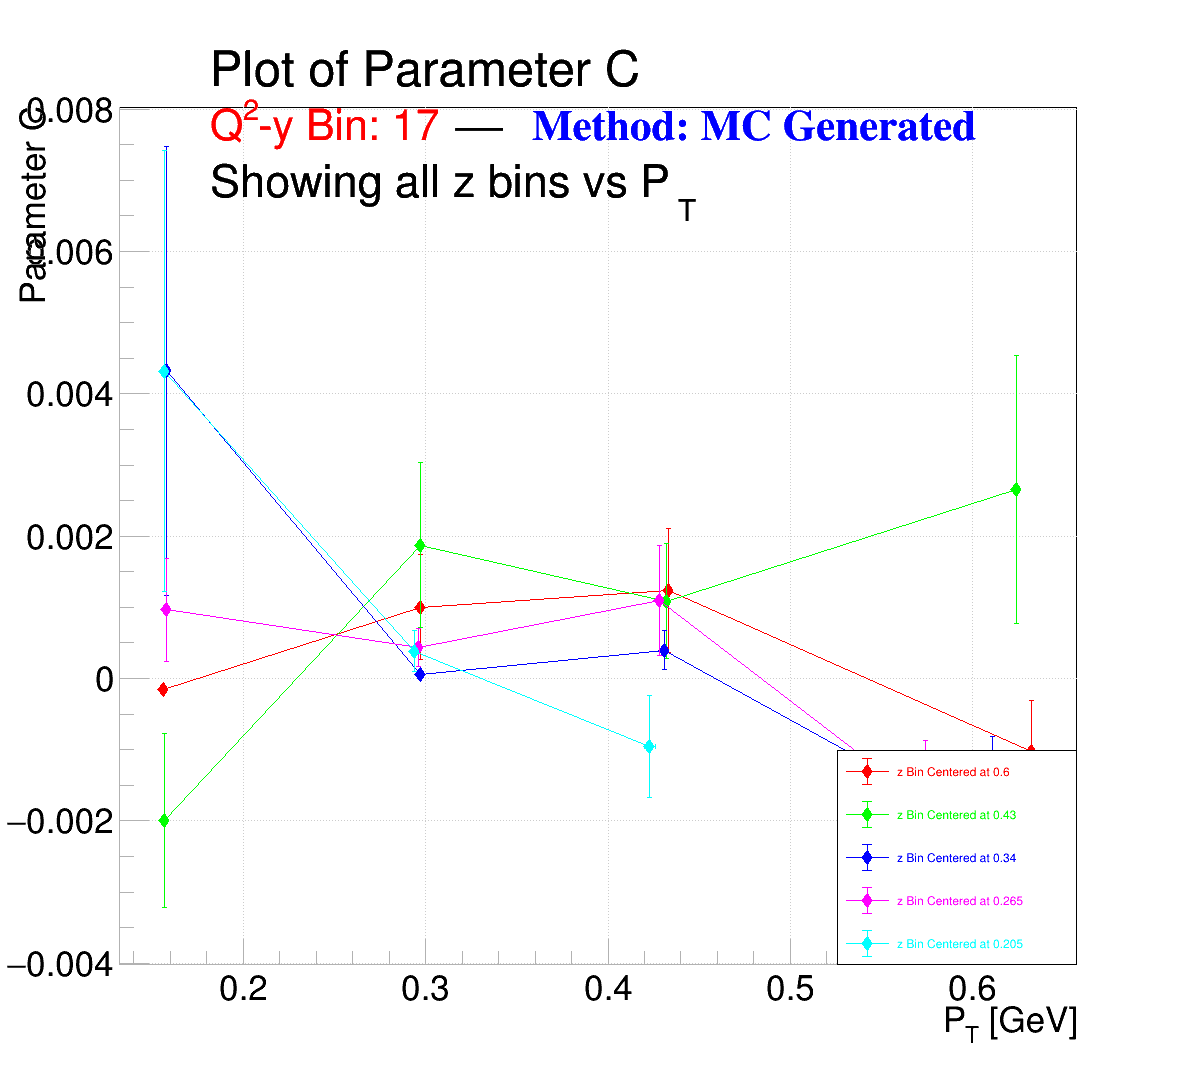 Plot of Parameter C
Q²-y Bin: 17 — Method: MC Generated
Showing all z bins vs P_T
Parameter C
0.008
0.006
0.004
0.002
0
−0.002
−0.004
0.2 0.3 0.4 0.5 0.6
P_T [GeV]
z Bin Centered at 0.6
z Bin Centered at 0.43
z Bin Centered at 0.34
z Bin Centered at 0.265
z Bin Centered at 0.205